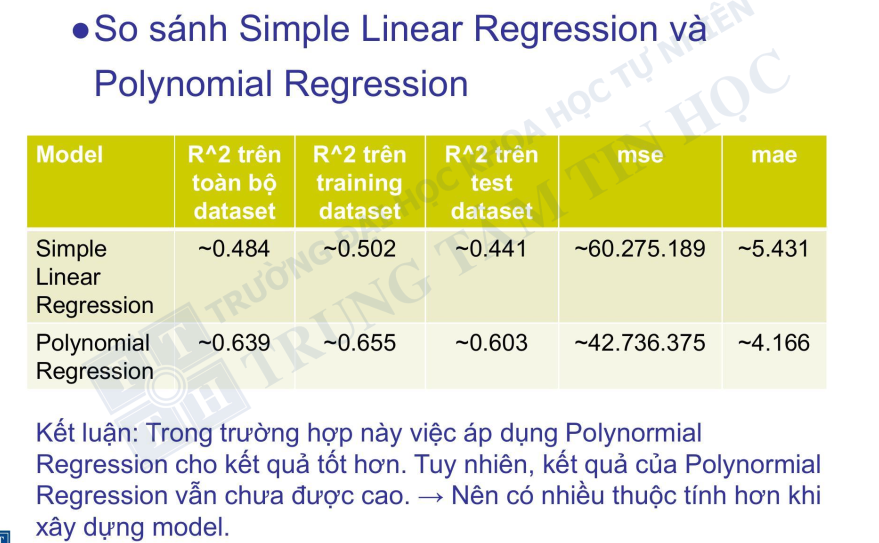 ●So sánh Simple Linear Regression và
Polynomial Regression
Model R^2 trên toàn bộ dataset R^2 trên training dataset R^2 trên test dataset mse mae
Simple Linear Regression ~0.484 ~0.502 ~0.441 ~60.275.189 ~5.431
Polynomial Regression ~0.639 ~0.655 ~0.603 ~42.736.375 ~4.166
Kết luận: Trong trường hợp này việc áp dụng Polynormial
Regression cho kết quả tốt hơn. Tuy nhiên, kết quả của Polynormial
Regression vẫn chưa được cao. → Nên có nhiều thuộc tính hơn khi
xây dựng model.
TRƯỜNG ĐẠI HỌC KHOA HỌC TỰ NHIÊN
TRUNG TÂM TIN HỌC